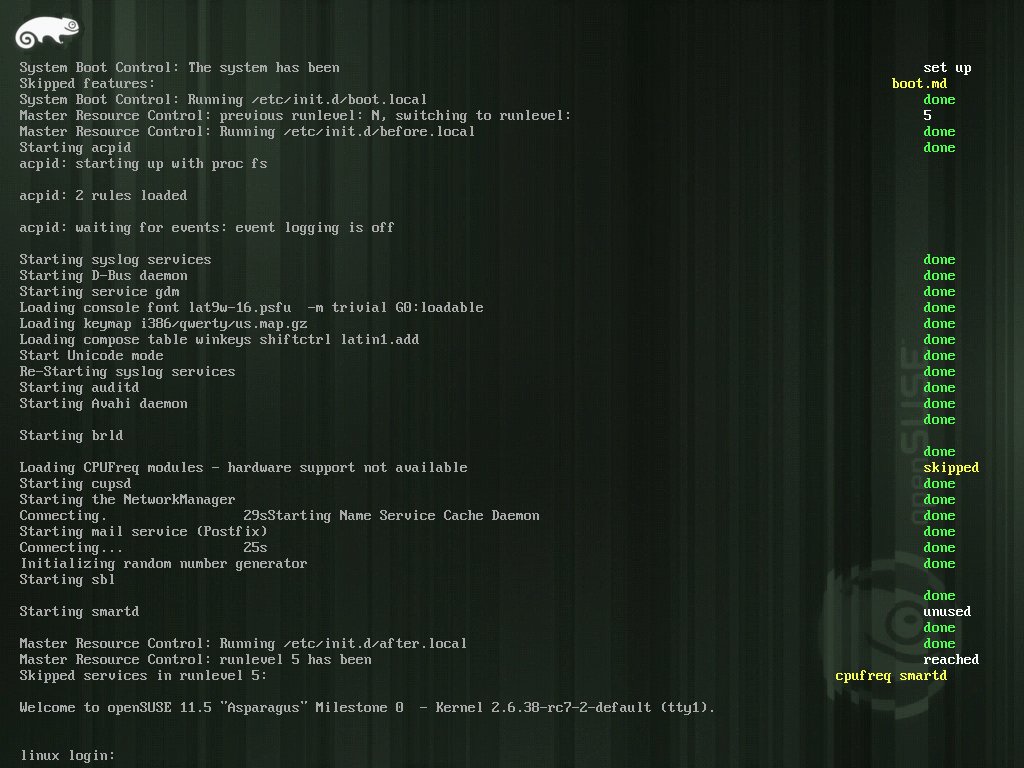 System Boot Control: The system has been set up
Skipped features: boot.md
System Boot Control: Running /etc/init.d/boot.local done
Master Resource Control: previous runlevel: N, switching to runlevel: 5
Master Resource Control: Running /etc/init.d/before.local done
Starting acpid done
acpid: starting up with proc fs
acpid: 2 rules loaded
acpid: waiting for events: event logging is off
Starting syslog services done
Starting D-Bus daemon done
Starting service gdm done
Loading console font lat9w-16.psfu  -m trivial G0:loadable done
Loading keymap i386/qwerty/us.map.gz done
Loading compose table winkeys shiftctrl latin1.add done
Start Unicode mode done
Re-Starting syslog services done
Starting auditd done
Starting Avahi daemon done
done
Starting brld
done
Loading CPUFreq modules - hardware support not available skipped
Starting cupsd done
Starting the NetworkManager done
Connecting. 29sStarting Name Service Cache Daemon done
Starting mail service (Postfix) done
Connecting... 25s done
Initializing random number generator done
Starting sbl
done
Starting smartd unused
done
Master Resource Control: Running /etc/init.d/after.local done
Master Resource Control: runlevel 5 has been reached
Skipped services in runlevel 5: cpufreq smartd
Welcome to openSUSE 11.5 "Asparagus" Milestone 0  - Kernel 2.6.38-rc7-2-default (tty1).
linux login:
openSUSE